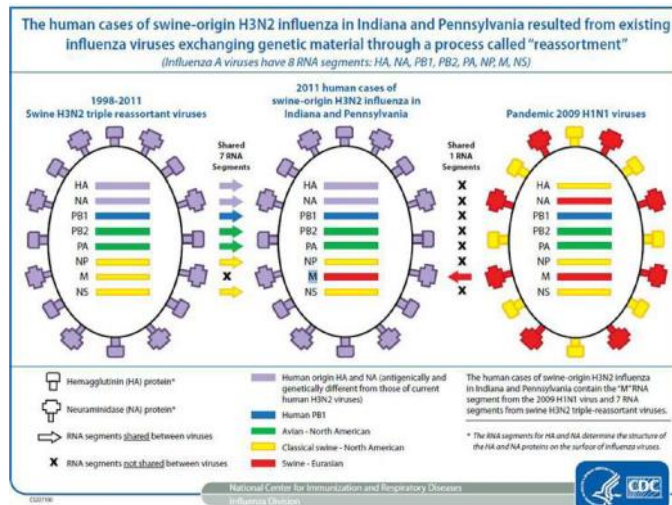 The human cases of swine-origin H3N2 influenza in Indiana and Pennsylvania resulted from existing
influenza viruses exchanging genetic material through a process called “reassortment”
(Influenza A viruses have 8 RNA segments: HA, NA, PB1, PB2, PA, NP, M, NS)
1998-2011
Swine H3N2 triple reassortant viruses
Shared
7 RNA
Segments
2011 human cases of
swine-origin H3N2 influenza in
Indiana and Pennsylvania
Shared
1 RNA
Segments
Pandemic 2009 H1N1 viruses
HA
NA
PB1
PB2
PA
NP
M
NS
X
HA
NA
PB1
PB2
PA
NP
M
NS
X
X
X
X
X
X
X
HA
NA
PB1
PB2
PA
NP
M
NS
Hemagglutinin (HA) protein*
Neuraminidase (NA) protein*
RNA segments shared between viruses
X RNA segments not shared between viruses
Human origin HA and NA (antigenically and
genetically different from those of current
human H3N2 viruses)
Human PB1
Avian - North American
Classical swine - North American
Swine - Eurasian
The human cases of swine-origin H3N2 influenza
in Indiana and Pennsylvania contain the “M” RNA
segment from the 2009 H1N1 virus and 7 RNA
segments from swine H3N2 triple-reassortant viruses.
* The RNA segments for HA and NA determine the structure of
the HA and NA proteins on the surface of influenza viruses.
National Center for Immunization and Respiratory Diseases
Influenza Division
CDC